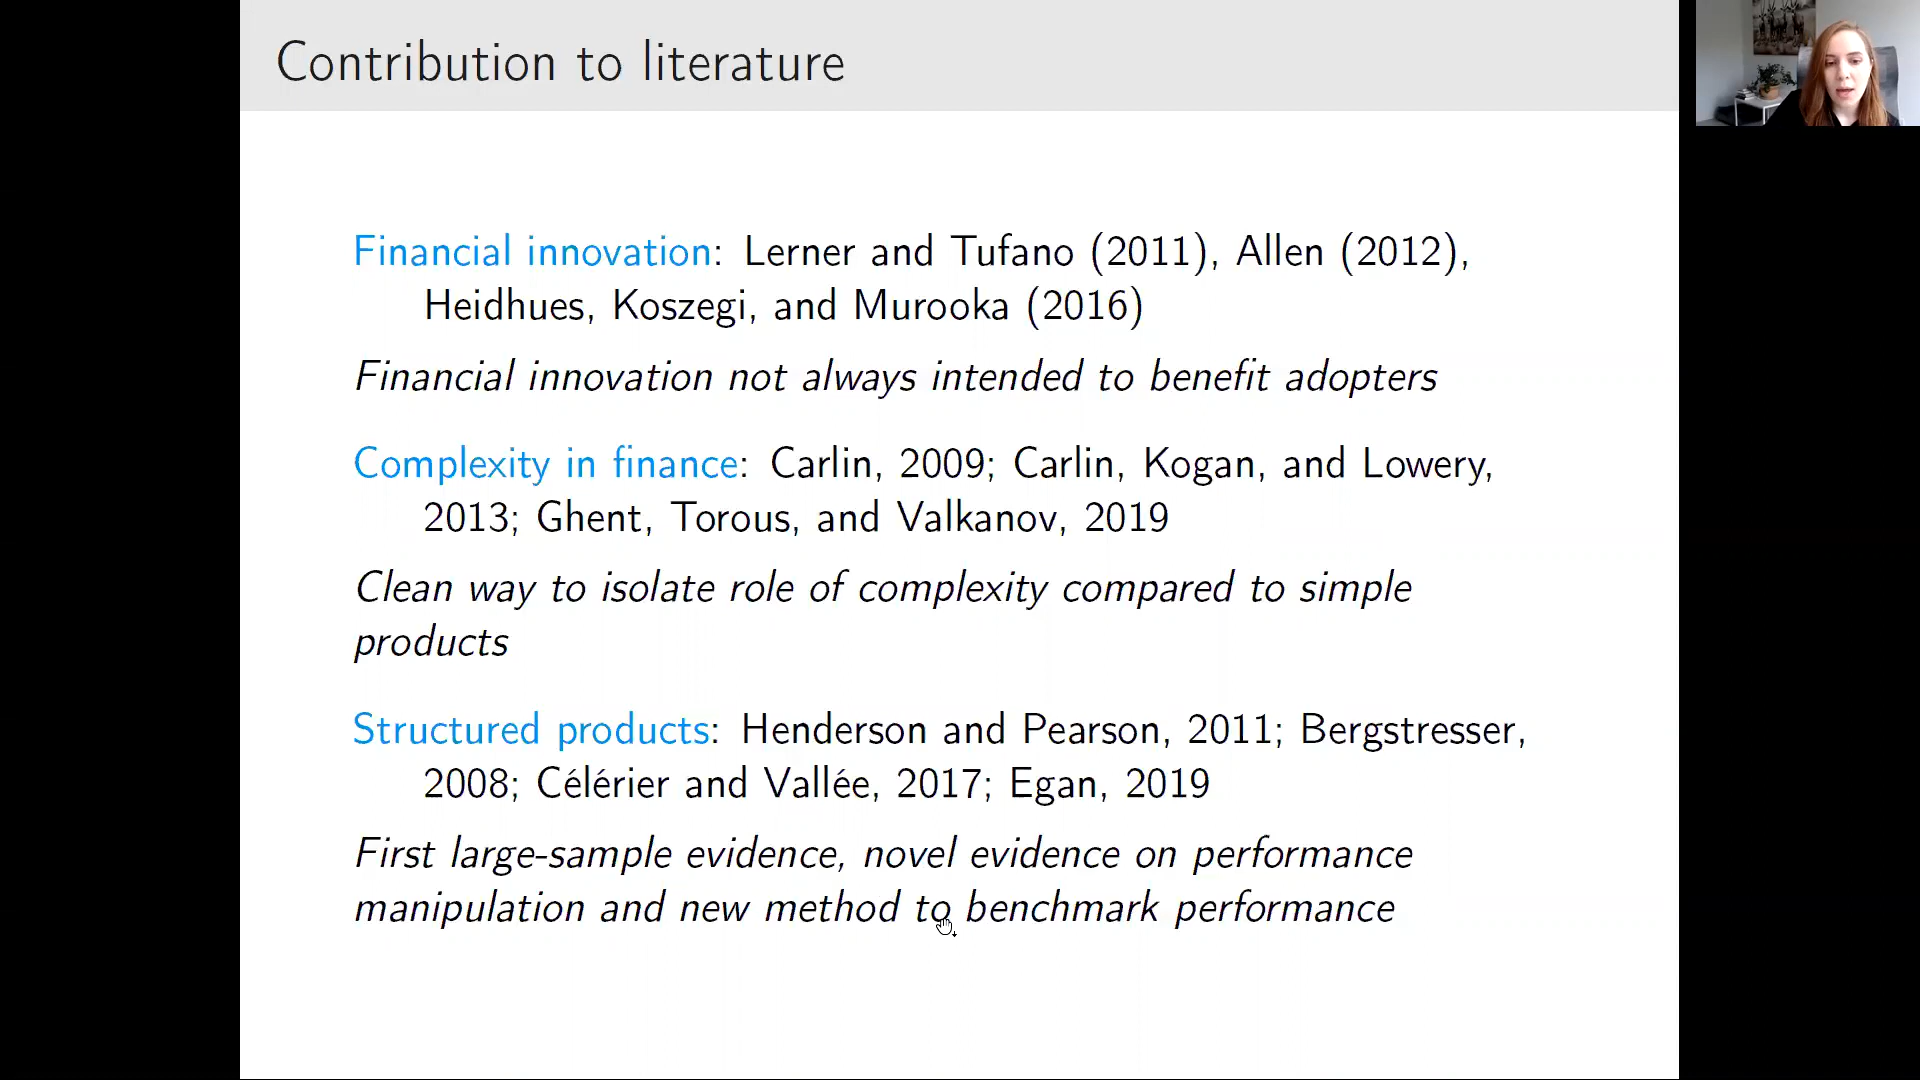 Contribution to literature
Financial innovation: Lerner and Tufano (2011), Allen (2012),
Heidhues, Koszegi, and Murooka (2016)
Financial innovation not always intended to benefit adopters
Complexity in finance: Carlin, 2009; Carlin, Kogan, and Lowery,
2013; Ghent, Torous, and Valkanov, 2019
Clean way to isolate role of complexity compared to simple
products
Structured products: Henderson and Pearson, 2011; Bergstresser,
2008; Célérier and Vallée, 2017; Egan, 2019
First large-sample evidence, novel evidence on performance
manipulation and new method to benchmark performance